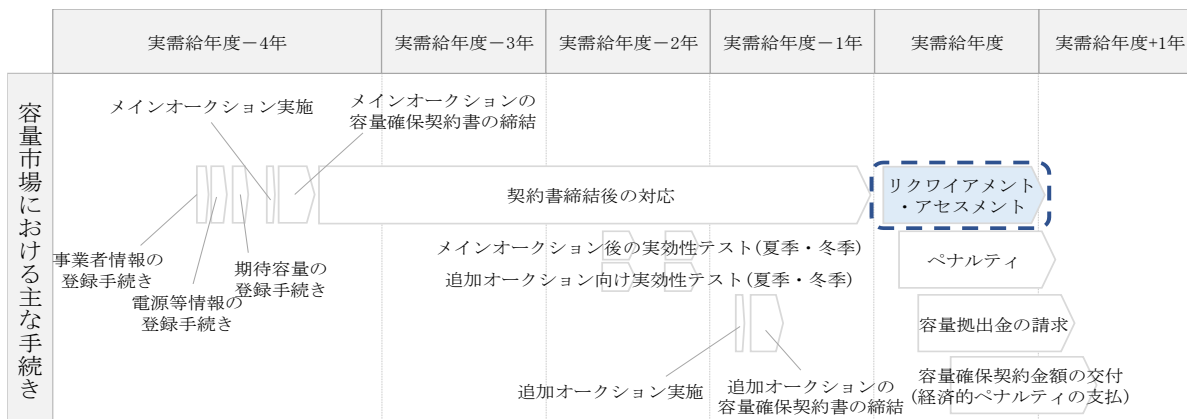 実需給年度－4年
実需給年度－3年
実需給年度－2年
実需給年度－1年
実需給年度
実需給年度+1年
容量市場における主な手続き
メインオークション実施
メインオークションの
容量確保契約書の締結
契約書締結後の対応
リクワイアメント
・アセスメント
事業者情報の
登録手続き
電源等情報の
登録手続き
期待容量の
登録手続き
メインオークション後の実効性テスト(夏季・冬季)
追加オークション向け実効性テスト(夏季・冬季)
ペナルティ
追加オークション実施
追加オークションの
容量確保契約書の締結
容量拠出金の請求
容量確保契約金額の交付
(経済的ペナルティの支払)